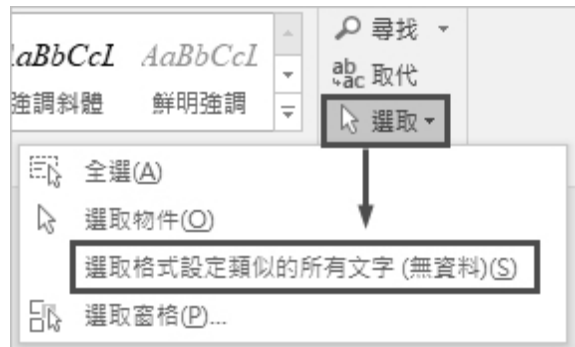 尋找
AaBbCcI AaBbCcI
取代
強調斜體 鮮明強調
選取
全選(A)
選取物件(O)
選取格式設定類似的所有文字 (無資料)(S)
選取窗格(P)...